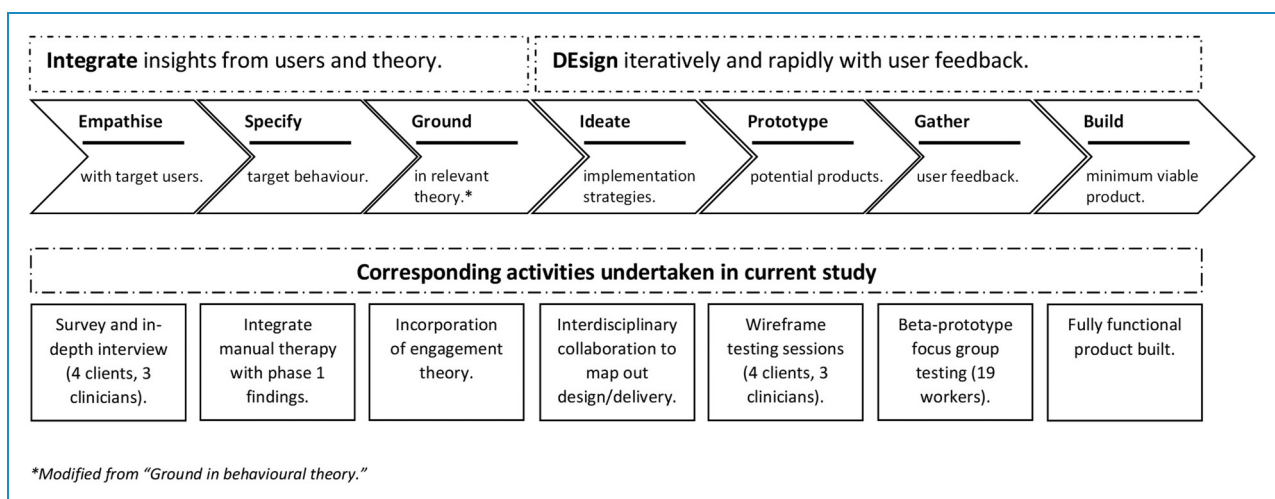 Integrate insights from users and theory.
DEsign iteratively and rapidly with user feedback.
Empathise
with target users.
Specify
target behaviour.
Ground
in relevant
theory.*
Ideate
implementation
strategies.
Prototype
potential products.
Gather
user feedback.
Build
minimum viable
product.
Corresponding activities undertaken in current study
Survey and in-
depth interview
(4 clients, 3
clinicians).
Integrate
manual therapy
with phase 1
findings.
Incorporation
of engagement
theory.
Interdisciplinary
collaboration to
map out
design/delivery.
Wireframe
testing sessions
(4 clients, 3
clinicians).
Beta-prototype
focus group
testing (19
workers).
Fully functional
product built.
*Modified from “Ground in behavioural theory.”